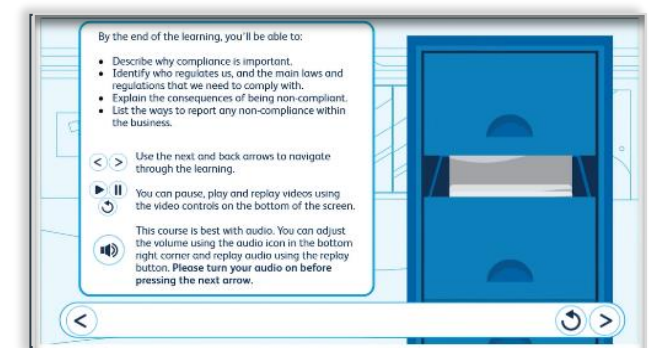 By the end of the learning, you'll be able to:
• Describe why compliance is important.
• Identify who regulates us, and the main laws and
regulations that we need to comply with.
• Explain the consequences of being non-compliant.
• List the ways to report any non-compliance within
the business.
Use the next and back arrows to navigate
through the learning.
You can pause, play and replay videos using
the video controls on the bottom of the screen.
This course is best with audio. You can adjust
the volume using the audio icon in the bottom
right corner and replay audio using the replay
button. Please turn your audio on before
pressing the next arrow.